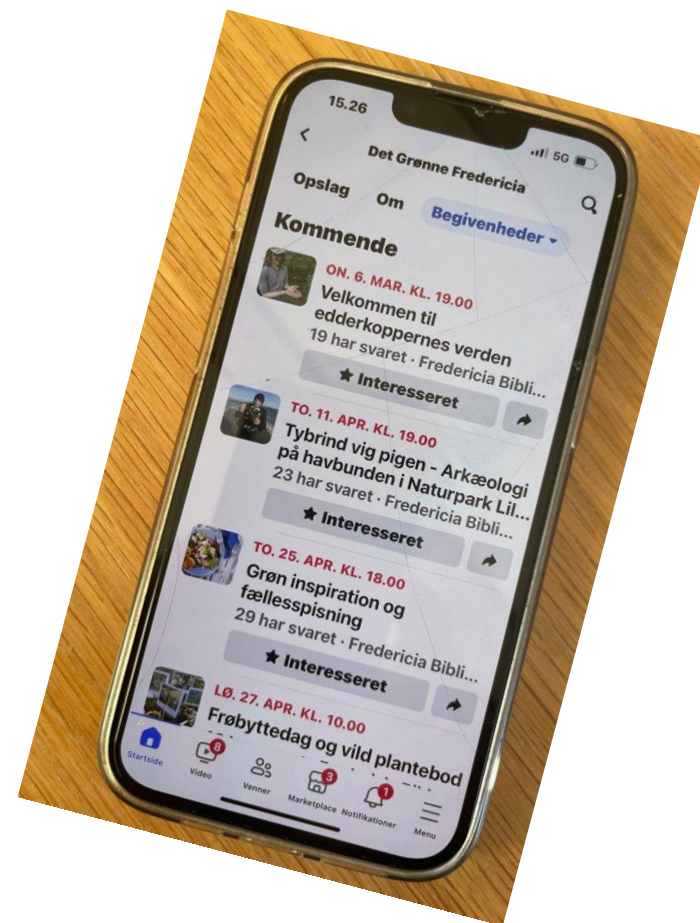 15.26
5G
Det Grønne Fredericia
Opslag Om Begivenheder
Kommende
ON. 6. MAR. KL. 19.00
Velkommen til
edderkoppernes verden
19 har svaret · Fredericia Bibli...
Interesseret
TO. 11. APR. KL. 19.00
Tybrind vig pigen - Arkæologi
på havbunden i Naturpark Lil...
23 har svaret · Fredericia Bibli...
Interesseret
TO. 25. APR. KL. 18.00
Grøn inspiration og
fællesspisning
29 har svaret · Fredericia Bibli...
Interesseret
LØ. 27. APR. KL. 10.00
Frøbyttedag og vild plantebod
8 3 1
Startside Video Venner Marketplace Notifikationer Menu